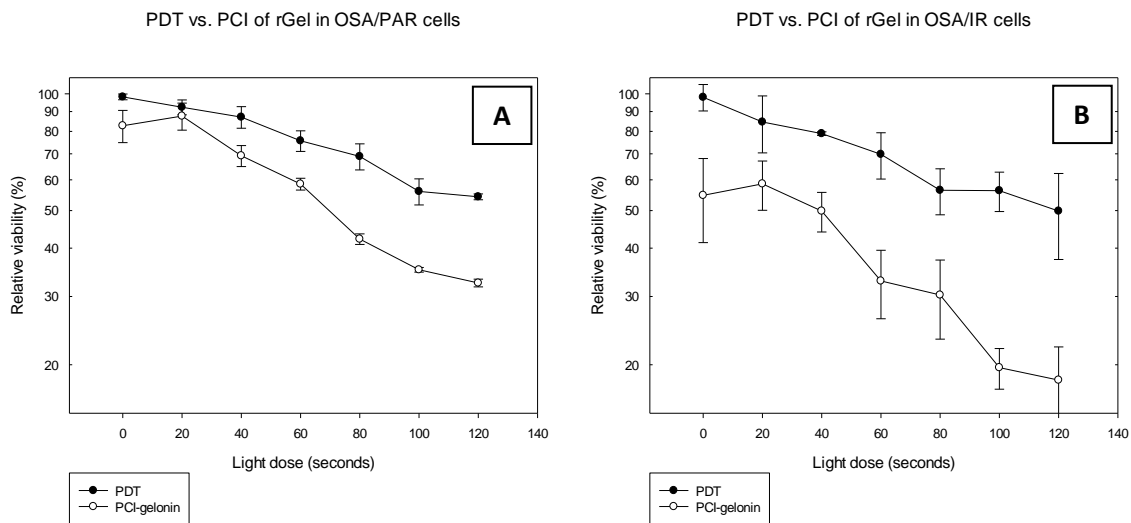 PDT vs. PCI of rGel in OSA/PAR cells
PDT vs. PCI of rGel in OSA/IR cells
A
Relative viability (%)
100
90
80
70
60
50
40
30
20
0 20 40 60 80 100 120 140
Light dose (seconds)
PDT
PCI-gelonin
B
Relative viability (%)
100
90
80
70
60
50
40
30
20
0 20 40 60 80 100 120 140
Light dose (seconds)
PDT
PCI-gelonin